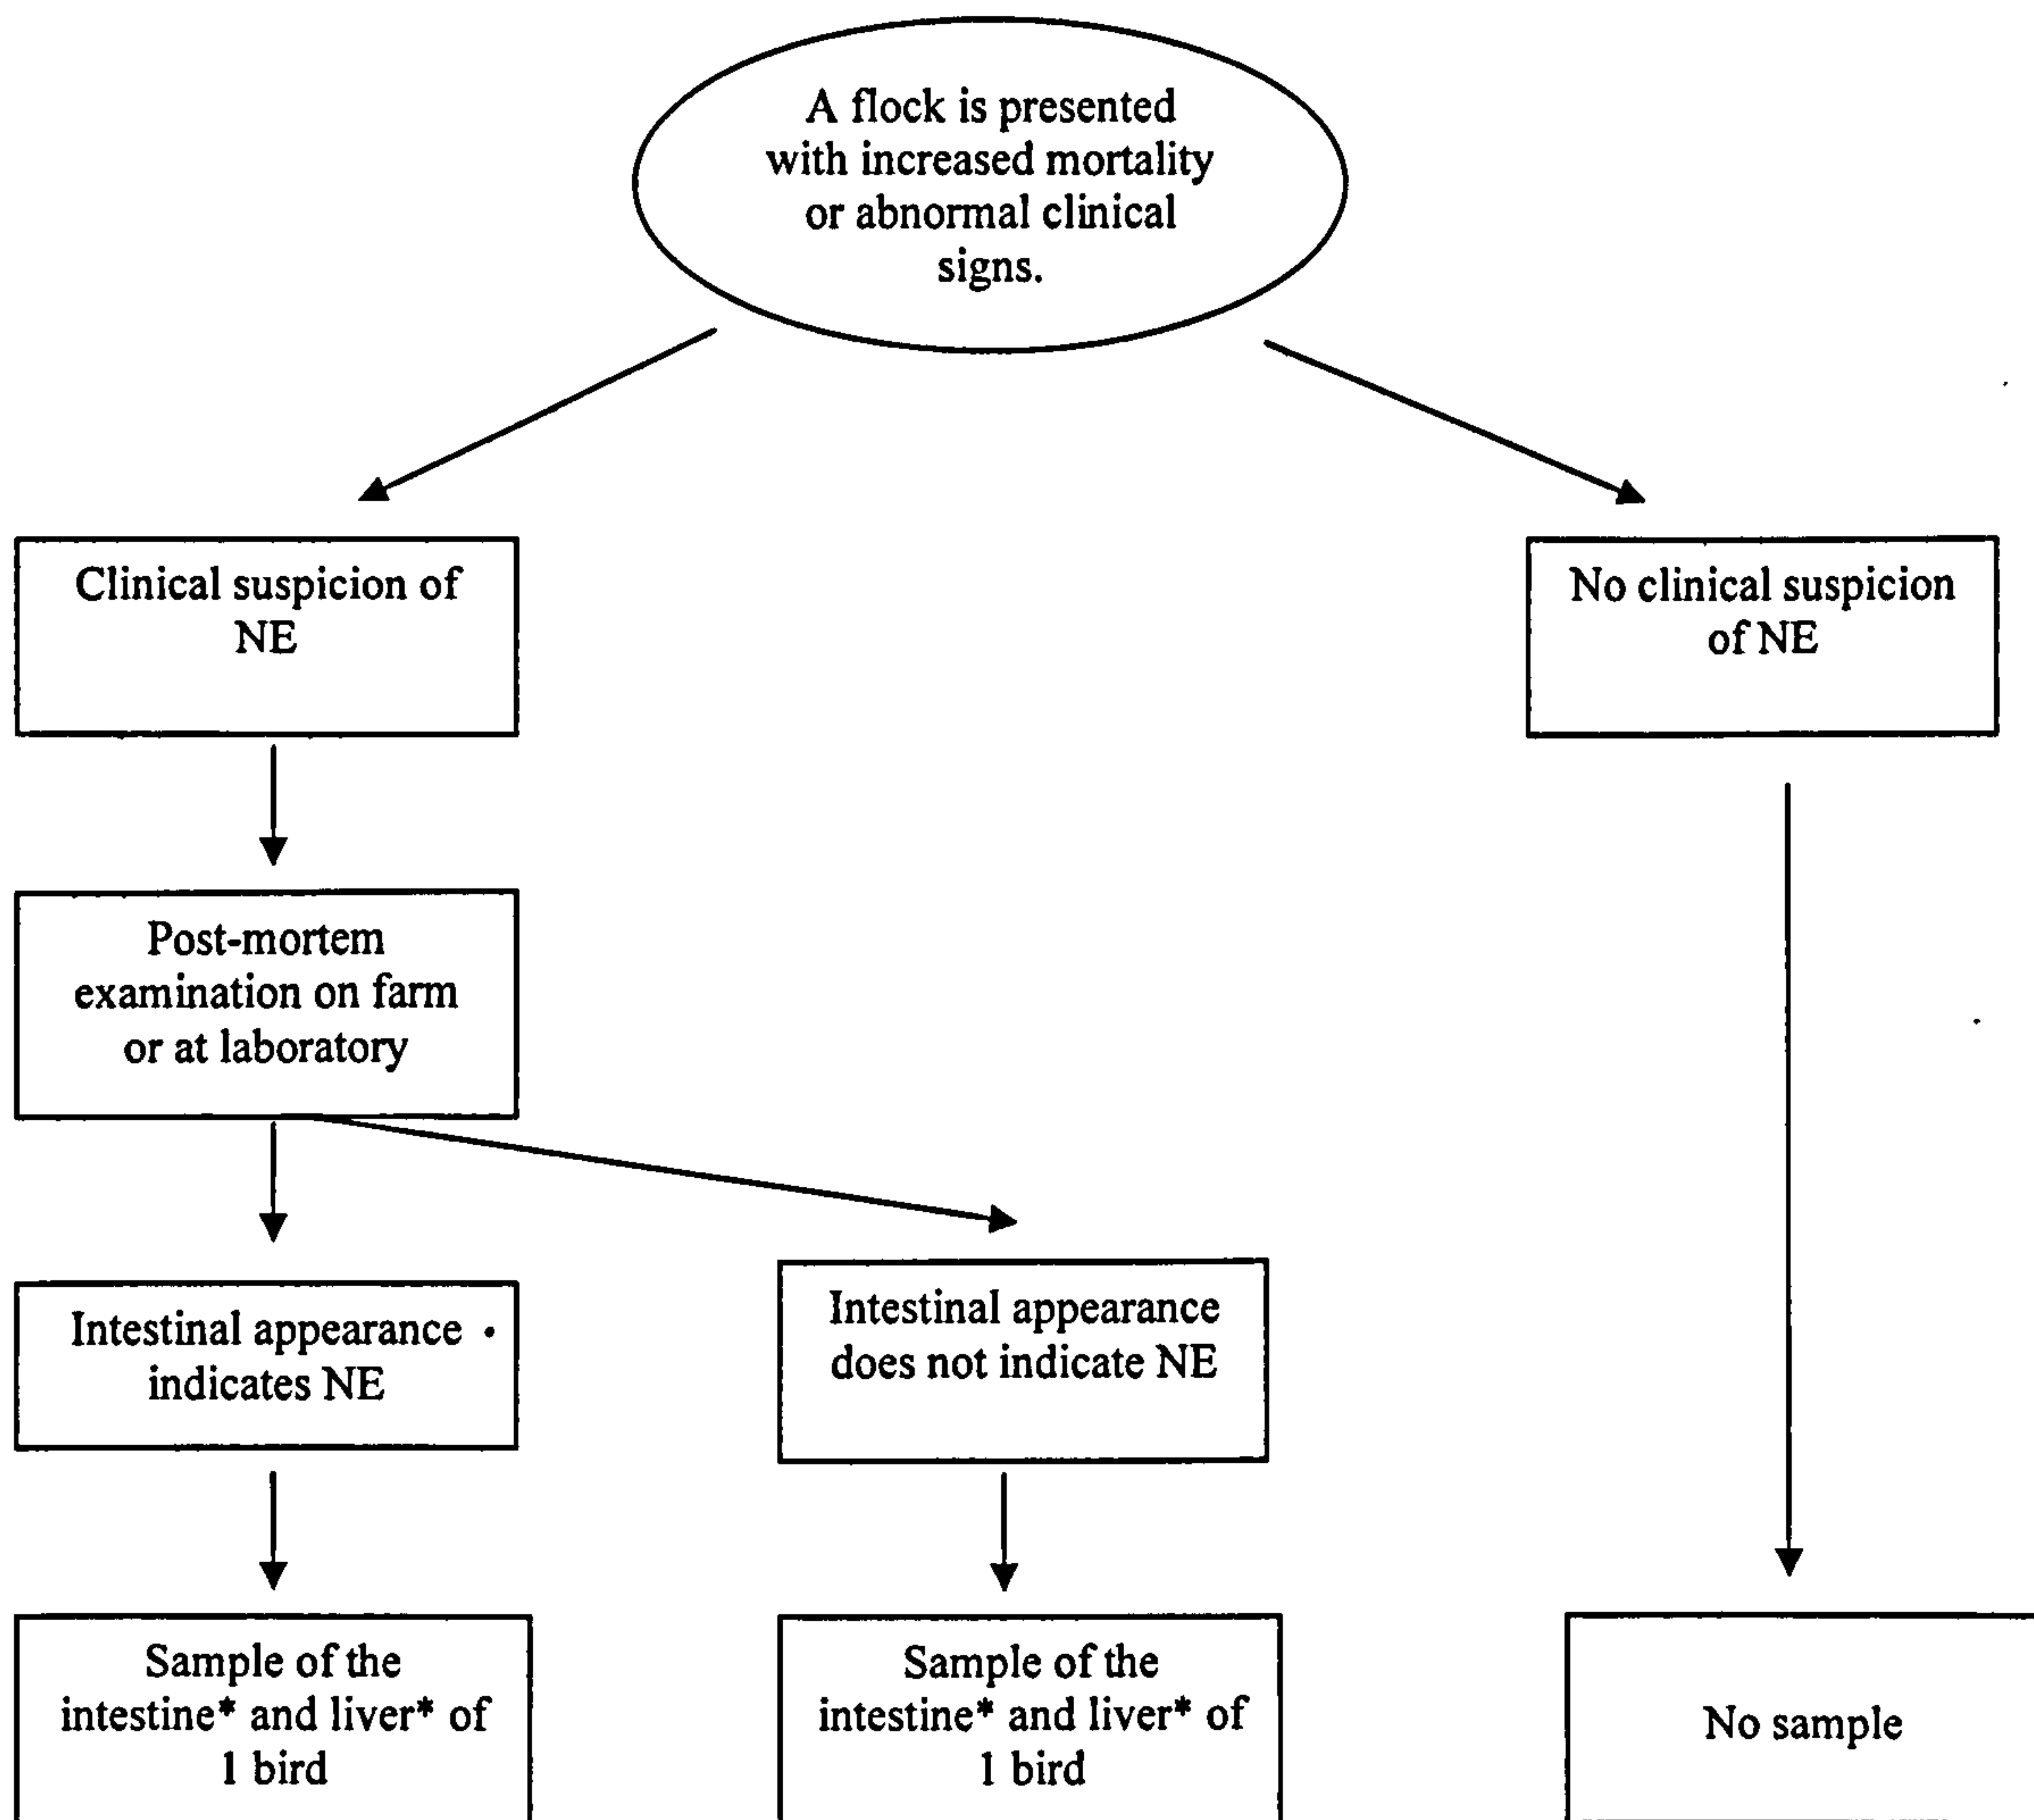 A flock is presented
with increased mortality
or abnormal clinical
signs.
Clinical suspicion of
NE
No clinical suspicion
of NE
Post-mortem
examination on farm
or at laboratory
Intestinal appearance
indicates NE
Intestinal appearance
does not indicate NE
Sample of the
intestine* and liver* of
1 bird
Sample of the
intestine* and liver* of
1 bird
No sample